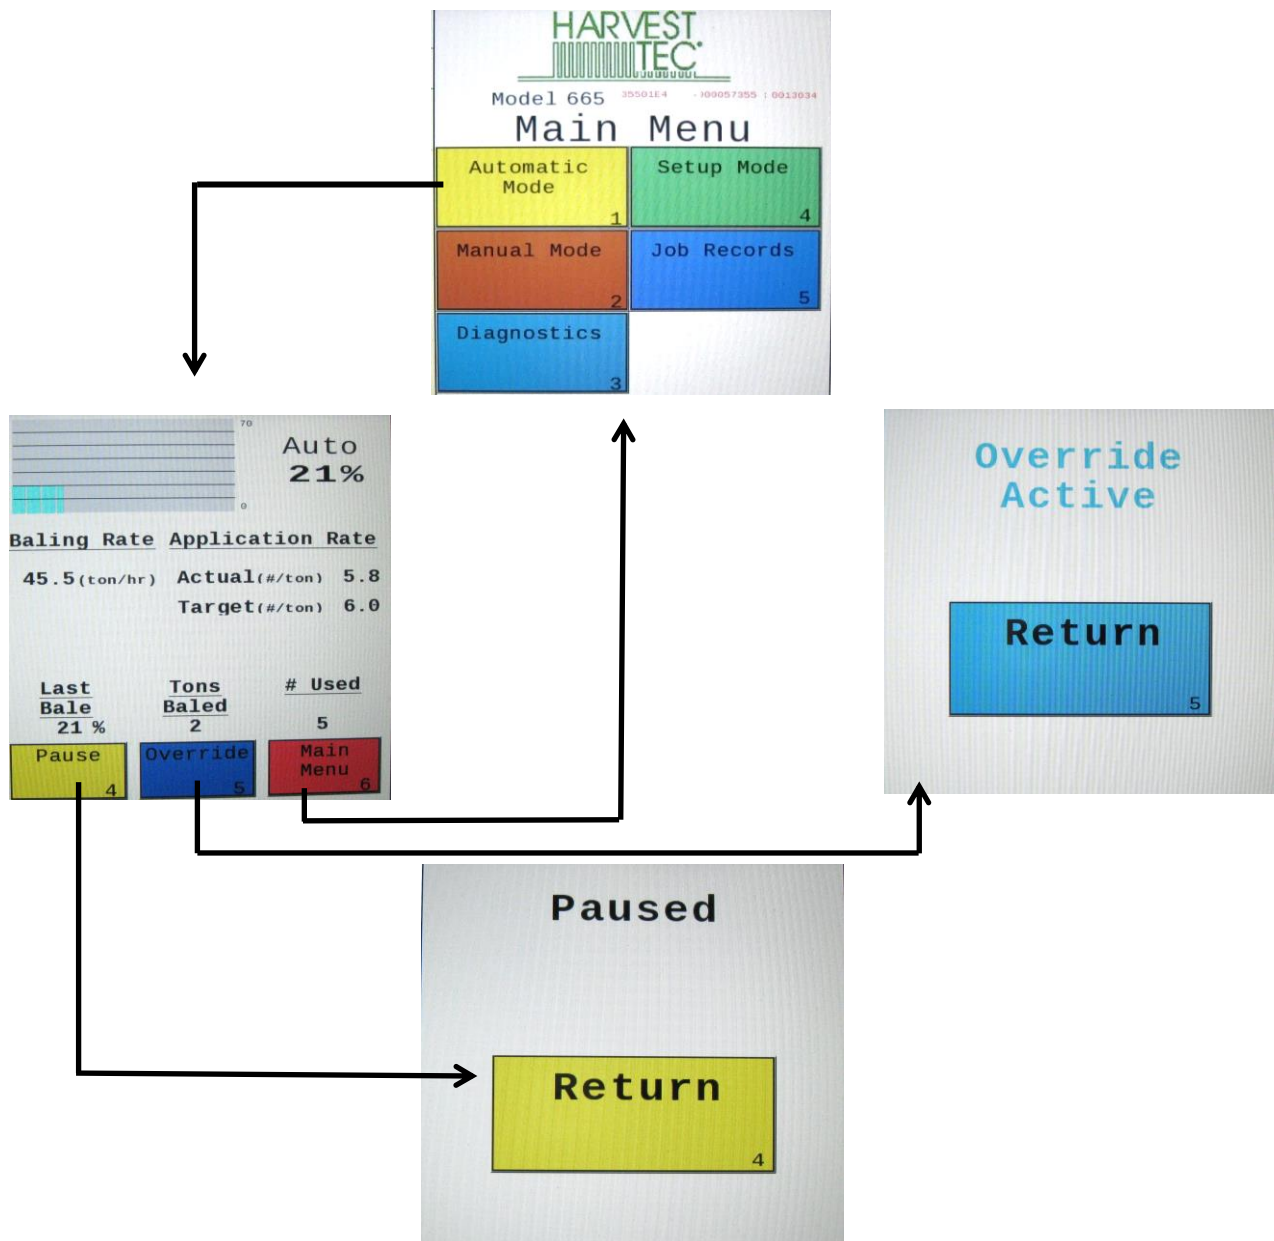 HARVEST
TEC
Model 665
Main Menu
Automatic
Mode
1
Setup Mode
4
Manual Mode
2
Job Records
5
Diagnostics
3
70
0
Auto
21%
Baling Rate
45.5 (ton/hr)
Application Rate
Actual(#/ton) 5.8
Target(#/ton) 6.0
Last
Bale
21 %
Tons
Baled
2
# Used
5
Pause
4
Override
5
Main
Menu
6
Override
Active
Return
5
Paused
Return
4